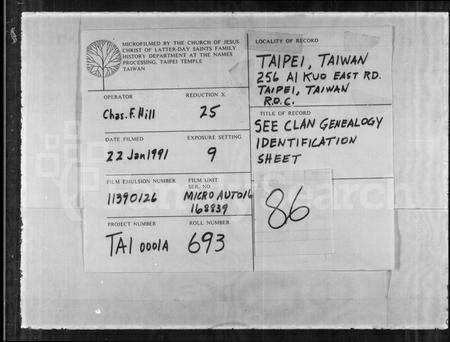 MICROFILMED BY THE CHURCH OF JESUS
CHRIST OF LATTER-DAY SAINTS FAMILY
HISTORY DEPARTMENT AT THE NAMES
PROCESSING, TAIPEI TEMPLE
TAIWAN
OPERATOR
REDUCTION X
Chas. F. Hill
25
DATE FILMED
EXPOSURE SETTING
22 Jan 1991
9
FILM EMULSION NUMBER
FILM UNIT
SER. NO.
11390126
MICRO AUTO16
168839
PROJECT NUMBER
ROLL NUMBER
TAI 0001A
693
LOCALITY OF RECORD
TAIPEI, TAIWAN
256 AI KUO EAST RD.
TAIPEI, TAIWAN
R.O.C.
TITLE OF RECORD
SEE CLAN GENEALOGY
IDENTIFICATION
SHEET
86